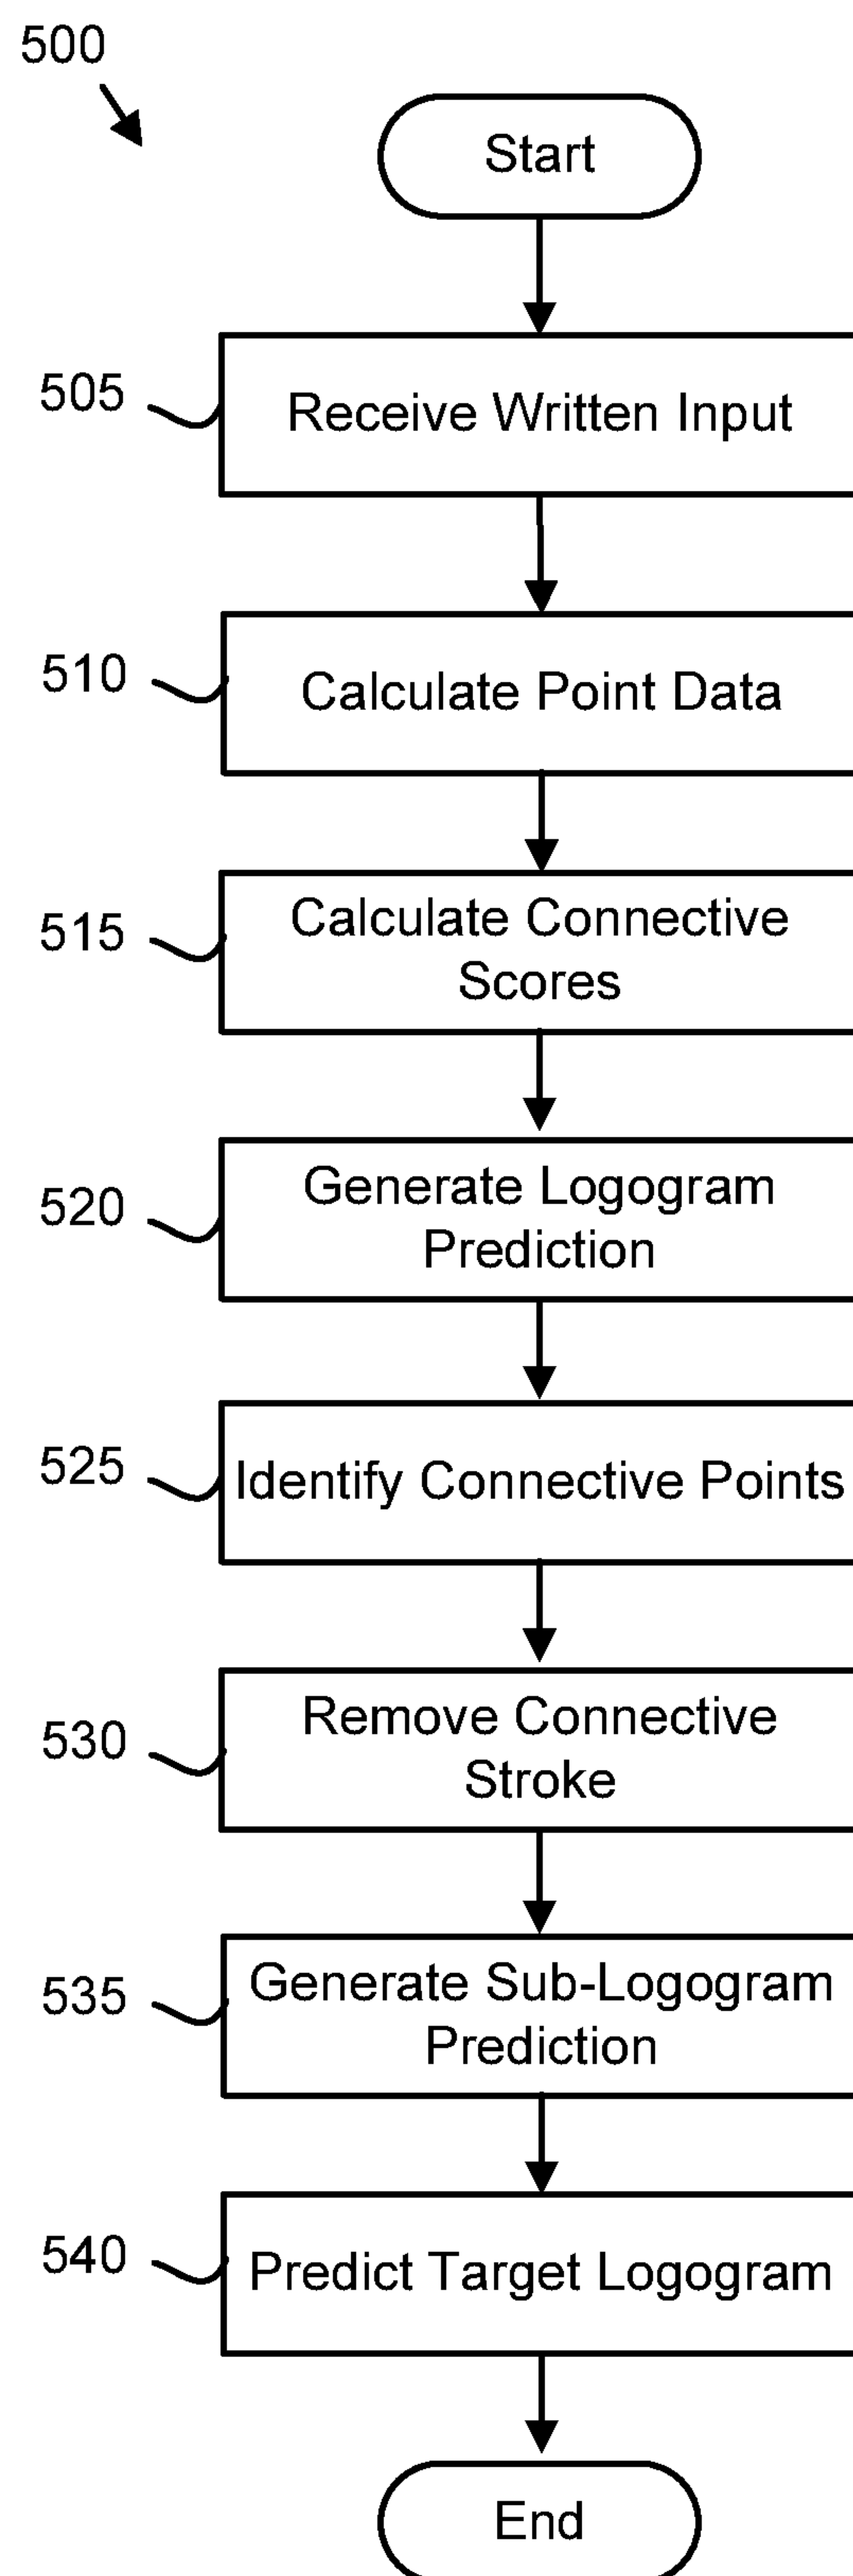 500
Start
505
Receive Written Input
510
Calculate Point Data
515
Calculate Connective
Scores
520
Generate Logogram
Prediction
525
Identify Connective Points
530
Remove Connective
Stroke
535
Generate Sub-Logogram
Prediction
540
Predict Target Logogram
End